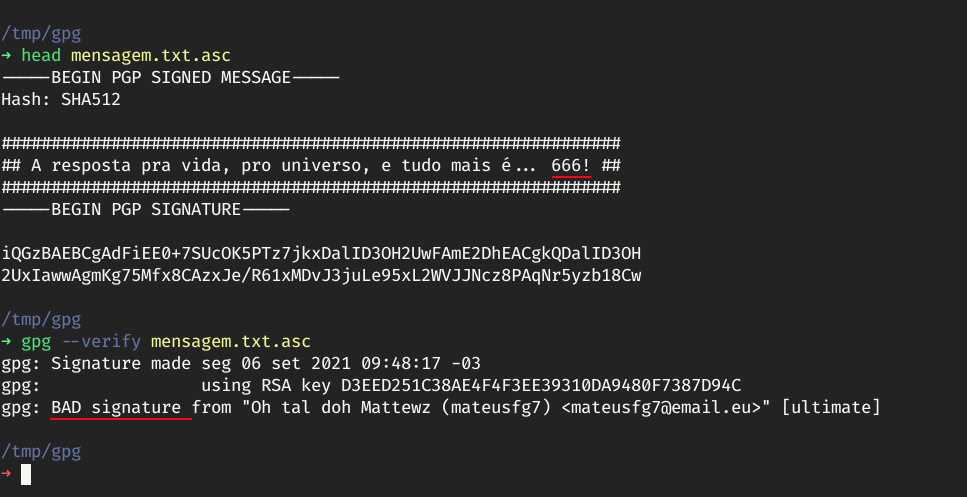 /tmp/gpg
→ head mensagem.txt.asc
-----BEGIN PGP SIGNED MESSAGE-----
Hash: SHA512

##############################################################
## A resposta pra vida, pro universo, e tudo mais é... 666! ##
##############################################################
-----BEGIN PGP SIGNATURE-----

iQGzBAEBCgAdFiEE0+7SUcOK5PTz7jkxDalID3OH2UwFAmE2DhEACgkQDalID3OH
2UxIawwAgmKg75Mfx8CAzxJe/R61xMDvJ3juLe95xL2WVJJNcz8PAqNr5yzb18Cw

/tmp/gpg
→ gpg --verify mensagem.txt.asc
gpg: Signature made seg 06 set 2021 09:48:17 -03
gpg:                using RSA key D3EED251C38AE4F4F3EE39310DA9480F7387D94C
gpg: BAD signature from "Oh tal doh Mattewz (mateusfg7) <mateusfg7@email.eu>" [ultimate]

/tmp/gpg
→